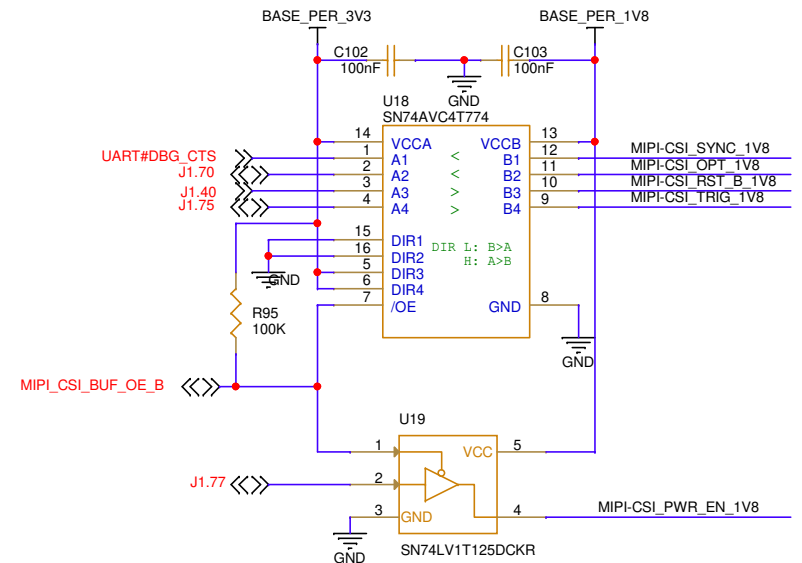 BASE_PER_3V3 BASE_PER_1V8
C102 C103
100nF 100nF
U18 GND
SN74AVC4T774
14 VCCA VCCB 13
UART#DBG_CTS 1 A1 < B1 12 MIPI-CSI_SYNC_1V8
J1.70 2 A2 < B2 11 MIPI-CSI_OPT_1V8
J1.40 3 A3 > B3 10 MIPI-CSI_RST_B_1V8
J1.75 4 A4 > B4 9 MIPI-CSI_TRIG_1V8
15 DIR1 DIR L: B>A
16 DIR2 H: A>B
GND 5 DIR3
6 DIR4
7 /OE GND 8
R95
100K
GND
MIPI_CSI_BUF_OE_B
U19
1 VCC 5
J1.77 2
3 GND 4 MIPI-CSI_PWR_EN_1V8
GND SN74LV1T125DCKR